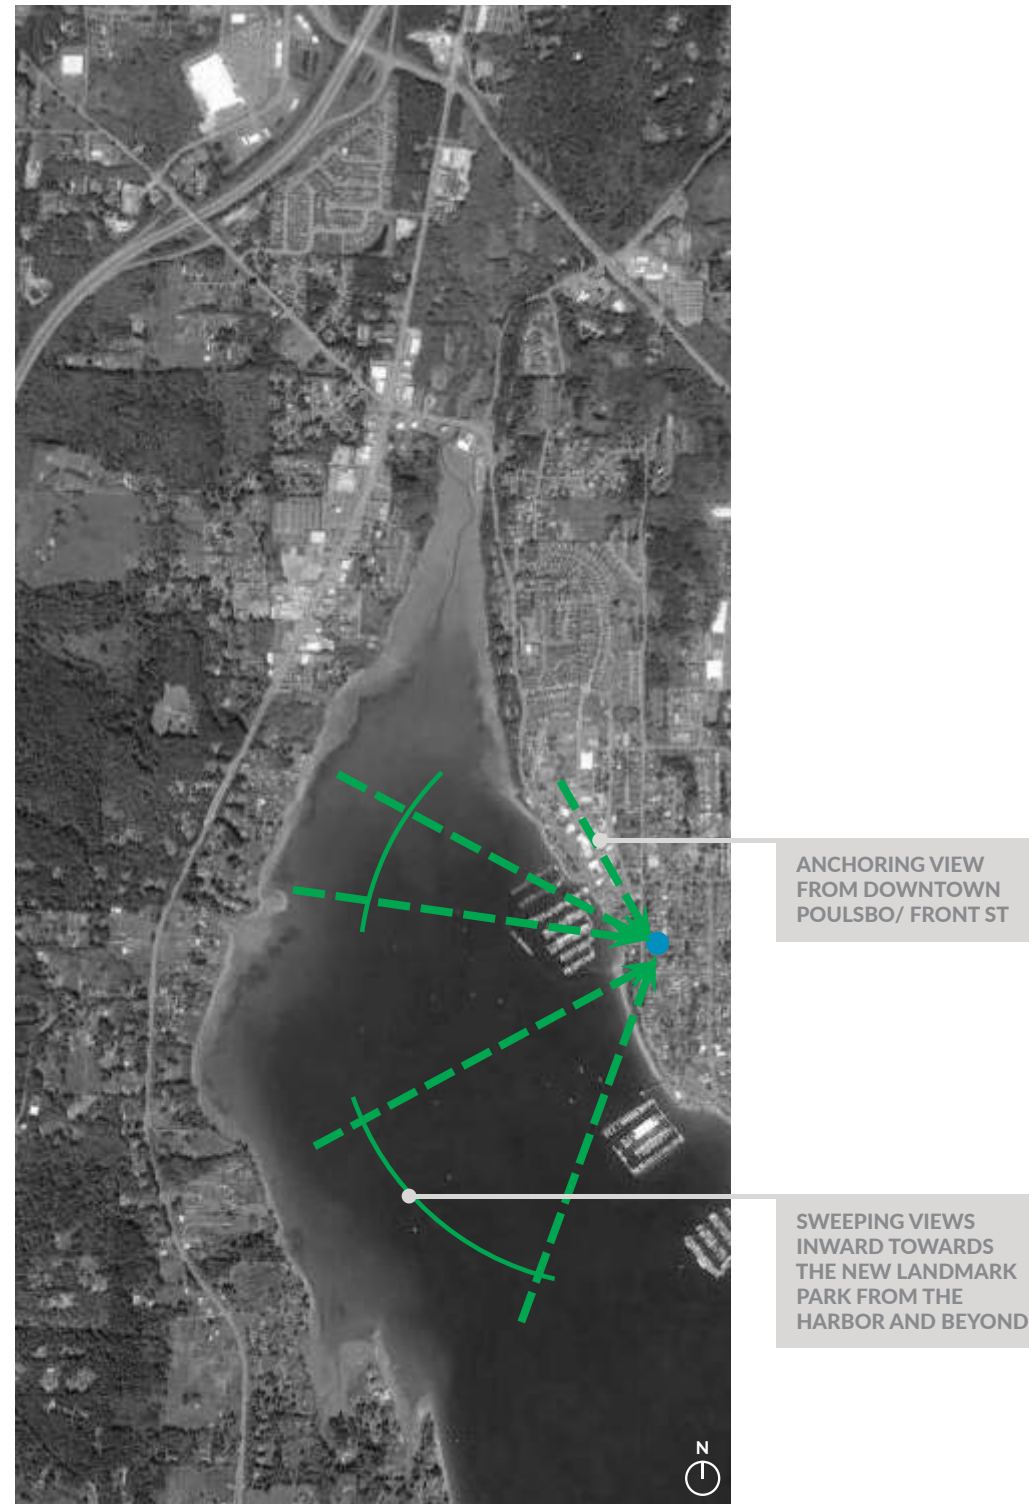 ANCHORING VIEW
FROM DOWNTOWN
POULSBO/ FRONT ST
SWEEPING VIEWS
INWARD TOWARDS
THE NEW LANDMARK
PARK FROM THE
HARBOR AND BEYOND
N